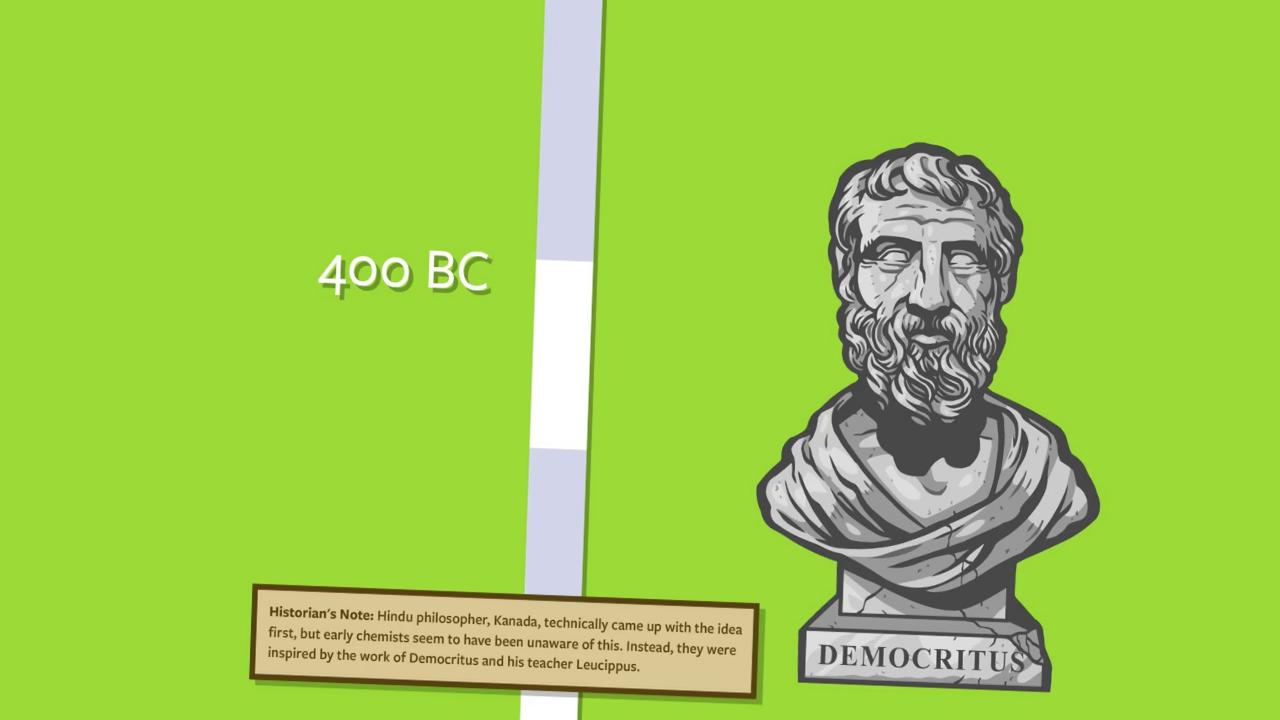 400 BC
Historian's Note: Hindu philosopher, Kanada, technically came up with the idea
first, but early chemists seem to have been unaware of this. Instead, they were
inspired by the work of Democritus and his teacher Leucippus.
DEMOCRITUS